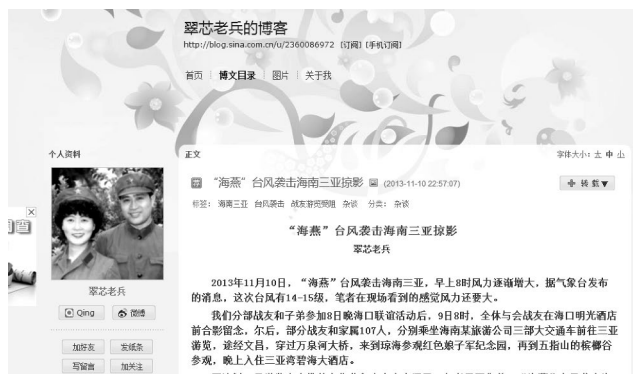 翠芯老兵的博客
http://blog.sina.com.cn/u/2360086972 [订阅] [手机订阅]
首页 博文目录 图片 关于我
个人资料
翠芯老兵
Qing 微博
加好友 发纸条
写留言 加关注
正文 字体大小：大 中 小
“海燕”台风袭击海南三亚掠影 (2013-11-10 22:57:07) 转载▼
标签： 海南三亚 台风袭击 战友游览受阻 杂谈 分类： 杂谈
“海燕”台风袭击海南三亚掠影
翠芯老兵
2013年11月10日，“海燕”台风袭击海南三亚，早上8时风力逐渐增大，据气象台发布
的消息，这次台风有14-15级，笔者在现场看到的感觉风力还要大。
我们分部战友和子弟参加8日晚海口联谊活动后，9日8时，全体与会战友在海口明光酒店
前合影留念，尔后，部分战友和家属107人，分别乘坐海南某旅游公司三部大交通车前往三亚
游览，途经文昌，穿过万泉河大桥，来到琼海参观红色娘子军纪念园，再到五指山的槟榔谷
参观，晚上入住三亚湾碧海大酒店。